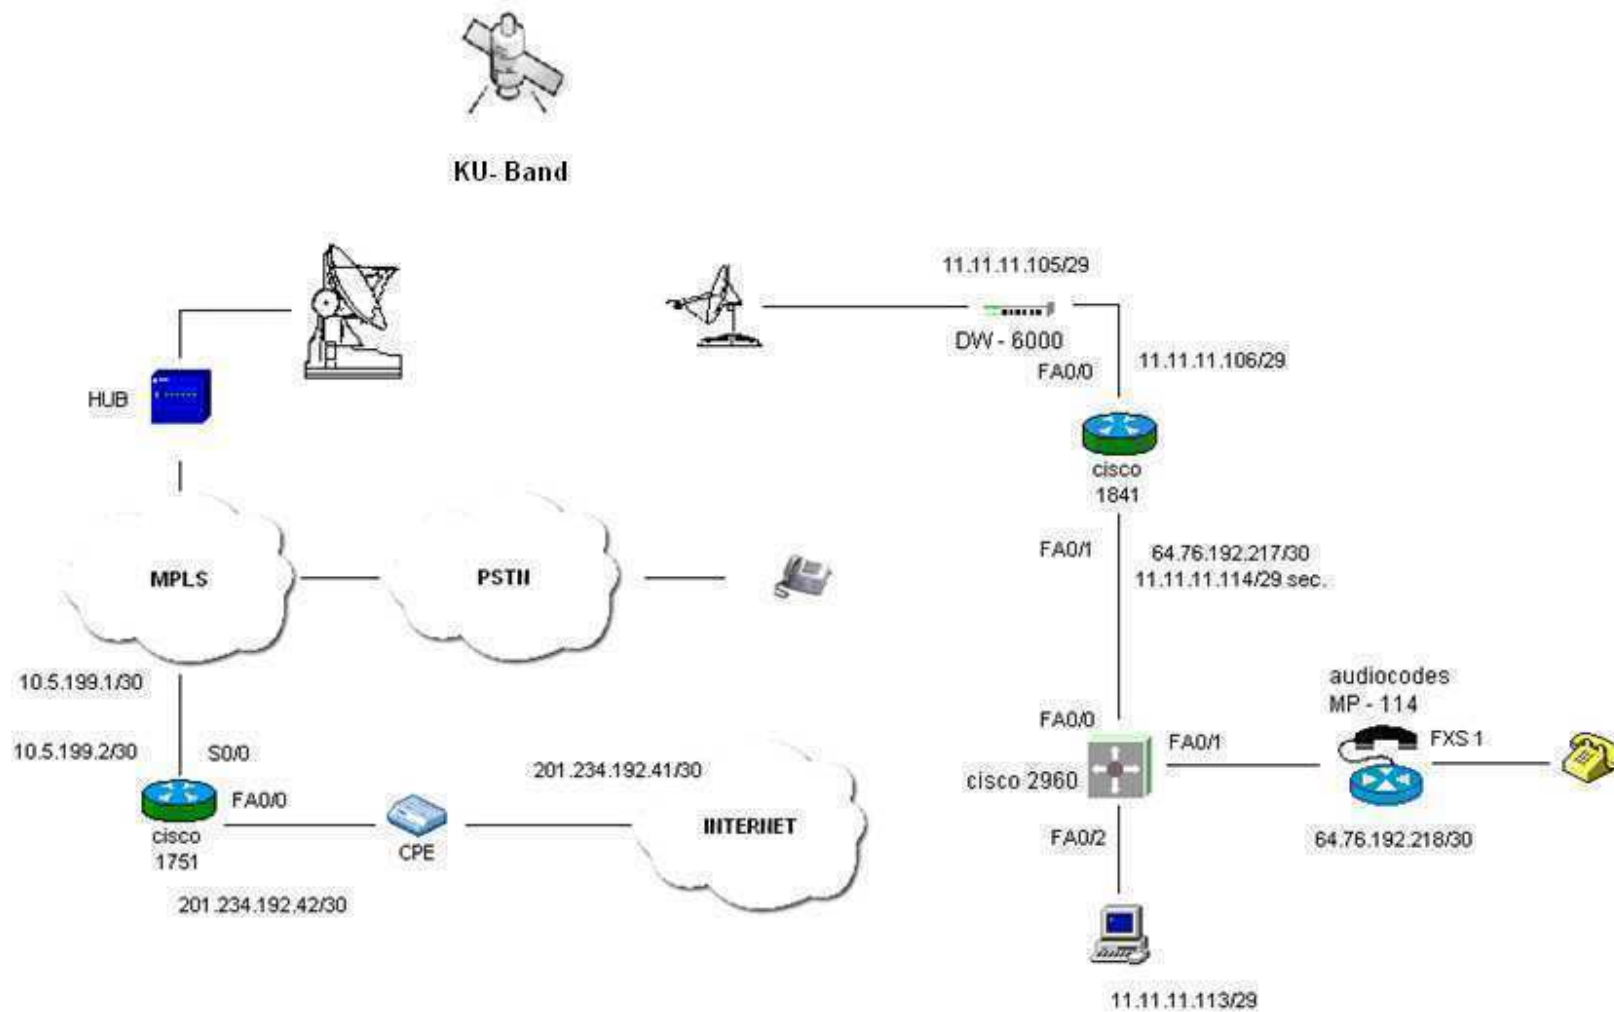 KU- Band
11.11.11.105/29
DW - 6000
11.11.11.106/29
FA0/0
HUB
cisco
1841
FA0/1
64.76.192.217/30
11.11.11.114/29 sec.
MPLS
PSTN
10.5.199.1/30
10.5.199.2/30
S0/0
FA0/0
cisco
1751
201.234.192.42/30
CPE
201.234.192.41/30
INTERNET
FA0/0
cisco 2960
FA0/1
audiocodes
MP - 114
FXS 1
64.76.192.218/30
FA0/2
11.11.11.113/29